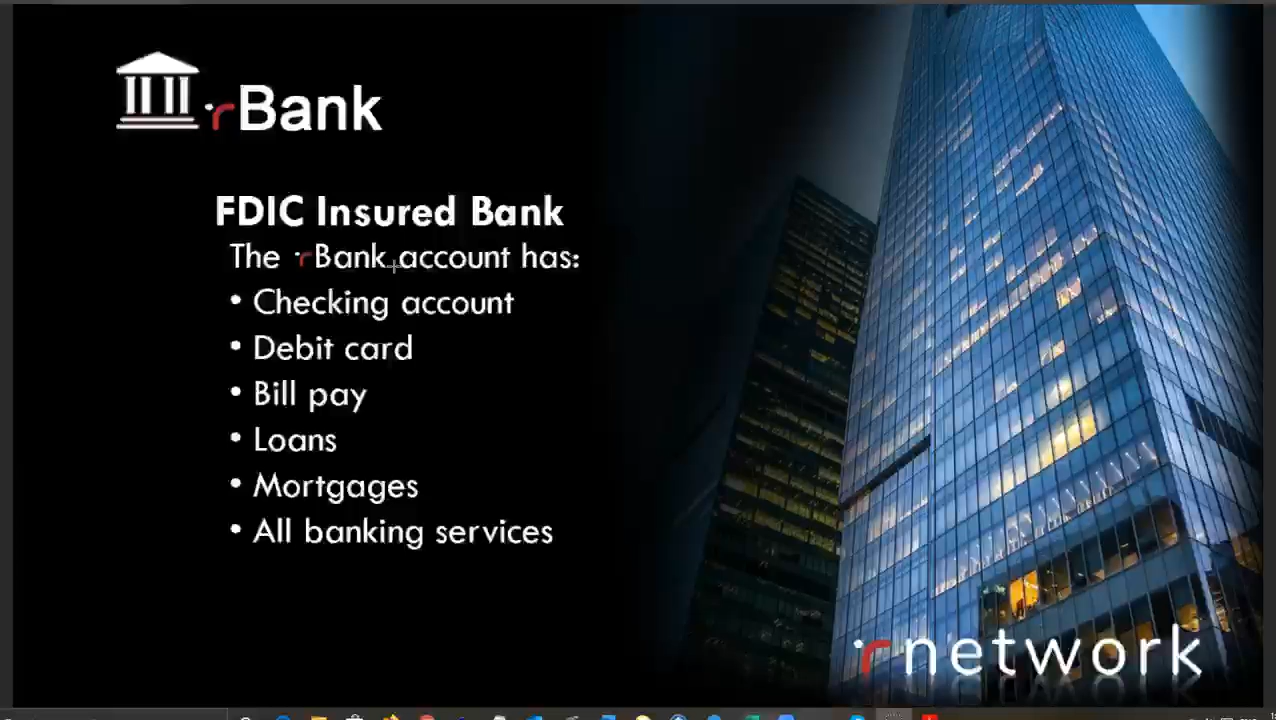 rBank
FDIC Insured Bank
The rBank account has:
• Checking account
• Debit card
• Bill pay
• Loans
• Mortgages
• All banking services
rnetwork